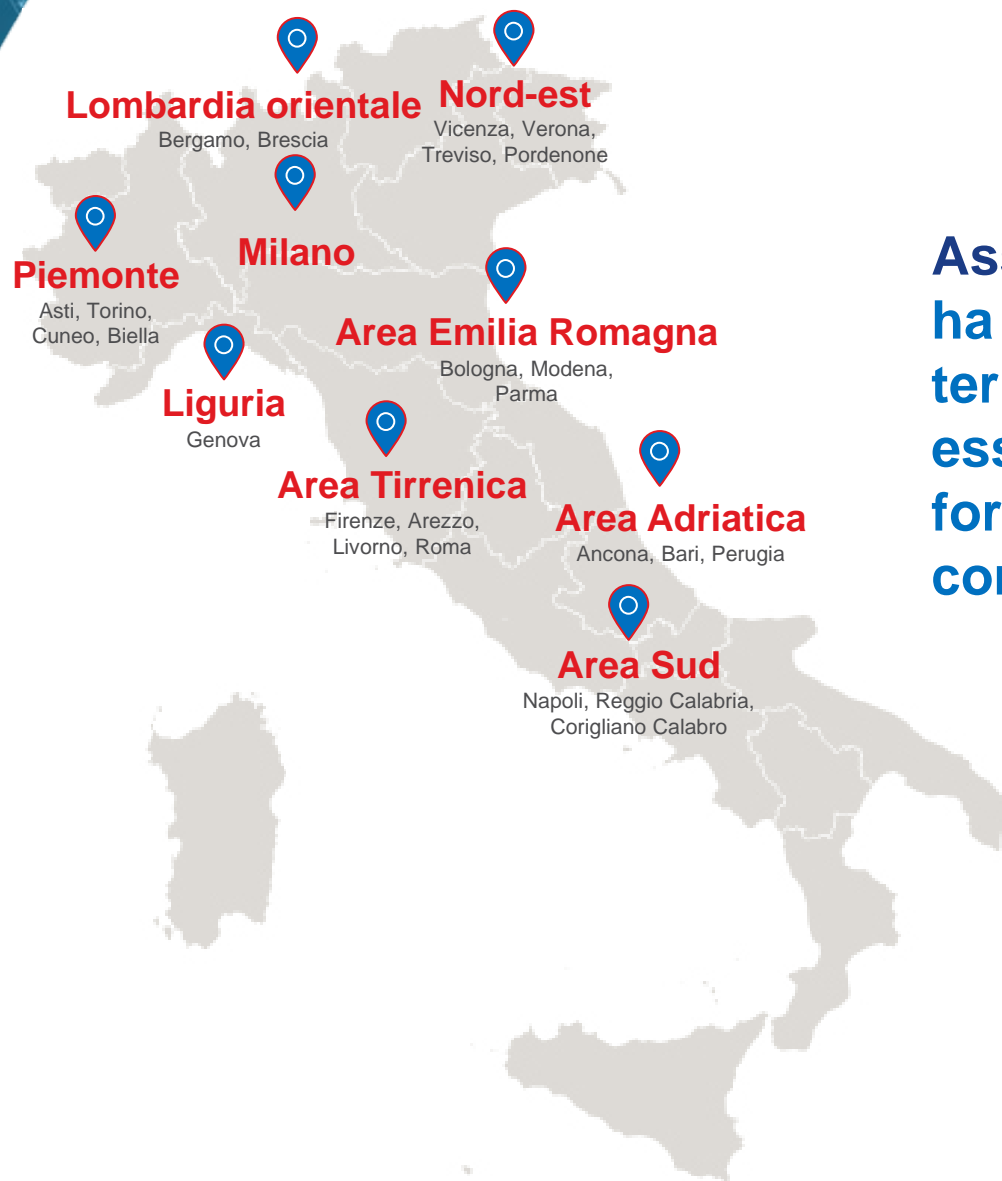 Lombardia orientale
Bergamo, Brescia
Nord-est
Vicenza, Verona,
Treviso, Pordenone
Milano
Piemonte
Asti, Torino,
Cuneo, Biella
Area Emilia Romagna
Bologna, Modena,
Parma
Liguria
Genova
Area Tirrenica
Firenze, Arezzo,
Livorno, Roma
Area Adriatica
Ancona, Bari, Perugia
Area Sud
Napoli, Reggio Calabria,
Corigliano Calabro
ha